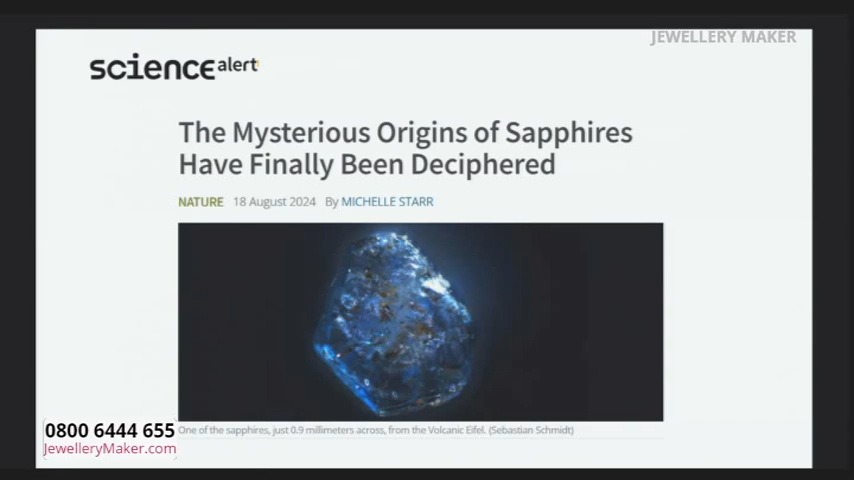 JEWELLERY MAKER
science alert
The Mysterious Origins of Sapphires
Have Finally Been Deciphered
NATURE 18 August 2024 By MICHELLE STARR
One of the sapphires, just 0.9 millimeters across, from the Volcanic Eifel. (Sebastian Schmidt)
0800 6444 655
JewelleryMaker.com